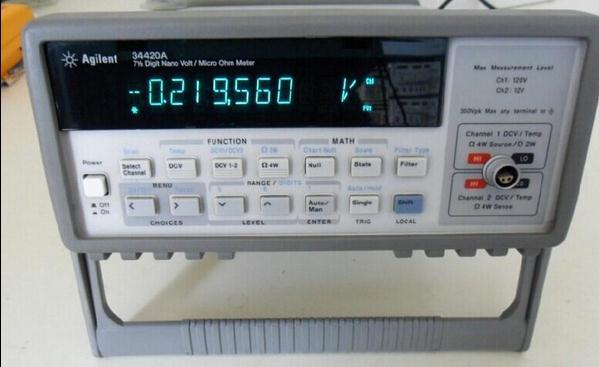 Agilent
34420A
7½ Digit Nano Volt / Micro Ohm Meter
-0.219,560 V
CH1
*
Max Measurement Level
Ch1: 120V
Ch2: 12V
350Vpk Max any terminal to
FUNCTION
MATH
Temp
DCV1/DCV2
Ω 2W
Chart Null
Scale
Filter Type
Power
Select Channel
DCV
DCV 1-2
Ω 4W
Null
Stats
Filter
MENU
RANGE / DIGITS
Auto/Hold
Off
On
<
>
Auto/Man
Single
Shift
CHOICES
LEVEL
ENTER
TRIG
LOCAL
Channel 1 DCV / Temp
Ω 4W Source / Ω 2W
HI
LO
HI
Channel 2 DCV / Temp
Ω 4W Sense